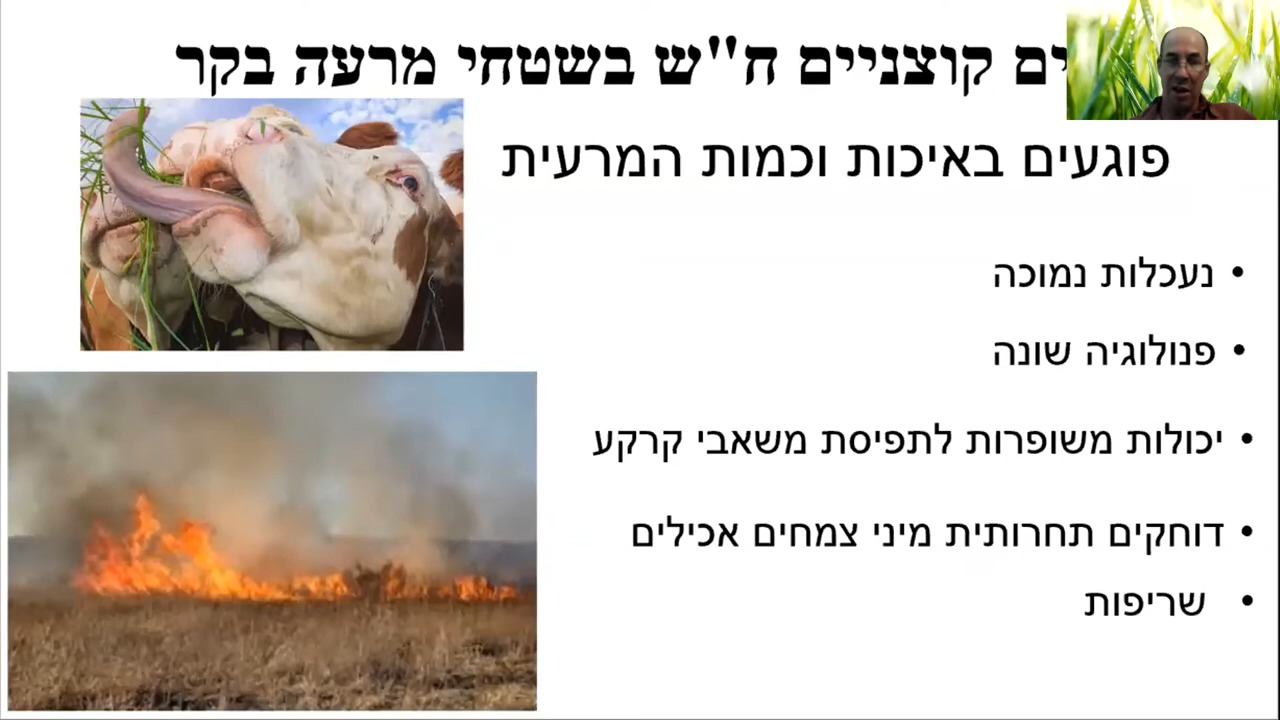 קוצניים ח"ש בשטחי מרעה בקר
פוגעים באיכות וכמות המרעית
• נעכלות נמוכה
• פנולוגיה שונה
• יכולות משופרות לתפיסת משאבי קרקע
• דוחקים תחרותית מיני צמחים אכילים
• שריפות